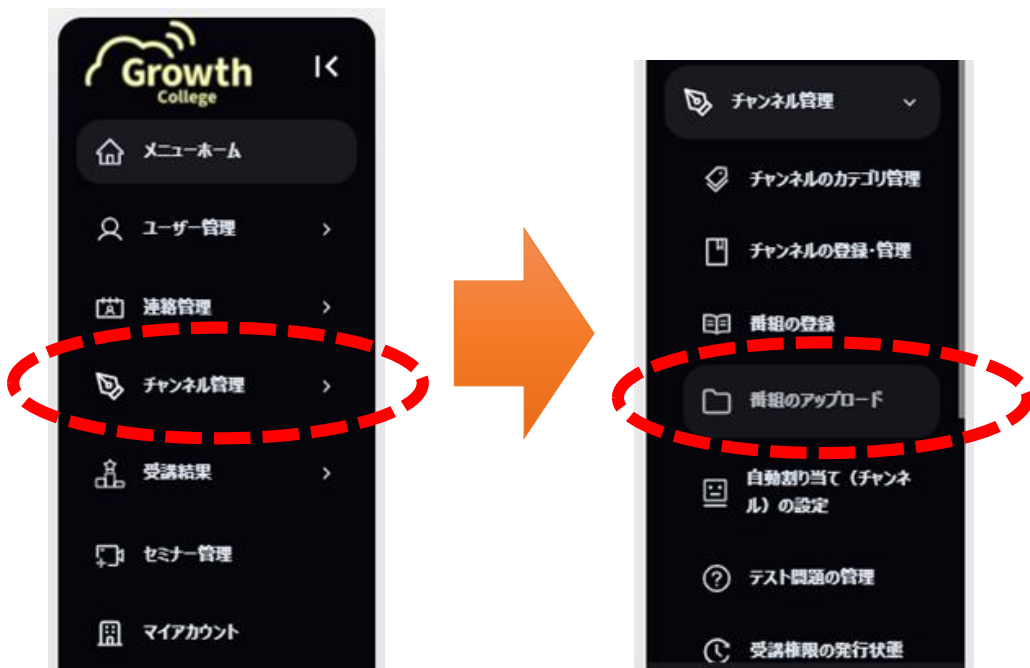 Growth
College
メニューホーム
ユーザー管理
連絡管理
チャンネル管理
受講結果
セミナー管理
マイアカウント
チャンネル管理
チャンネルのカテゴリ管理
チャンネルの登録・管理
番組の登録
番組のアップロード
自動割り当て（チャンネ
ル）の設定
テスト問題の管理
受講権限の発行状態